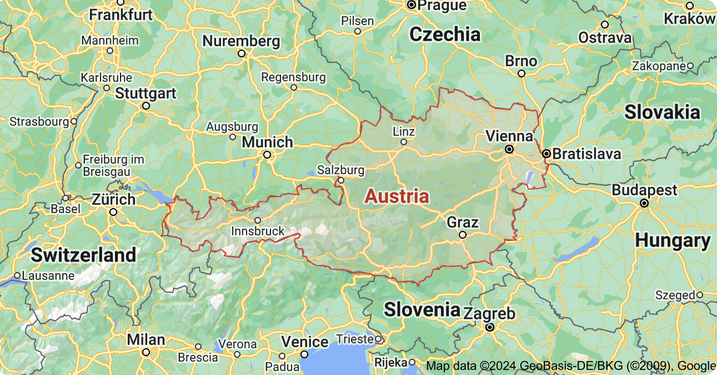 Frankfurt
Prague
Kraków
Pilsen
Czechia
Ostrava
Mannheim
Nuremberg
Brno
Zakopane
Karlsruhe
Regensburg
Stuttgart
Slovakia
Strasbourg
Augsburg
Linz
Vienna
Munich
Bratislava
Freiburg im
Breisgau
Salzburg
Budapest
Basel
Zürich
Austria
Innsbruck
Graz
Hungary
Switzerland
Lausanne
Szeged
Slovenia
Zagreb
Milan
Verona
Venice
Trieste
Brescia
Padua
Rijeka
Map data ©2024 GeoBasis-DE/BKG (©2009), Google